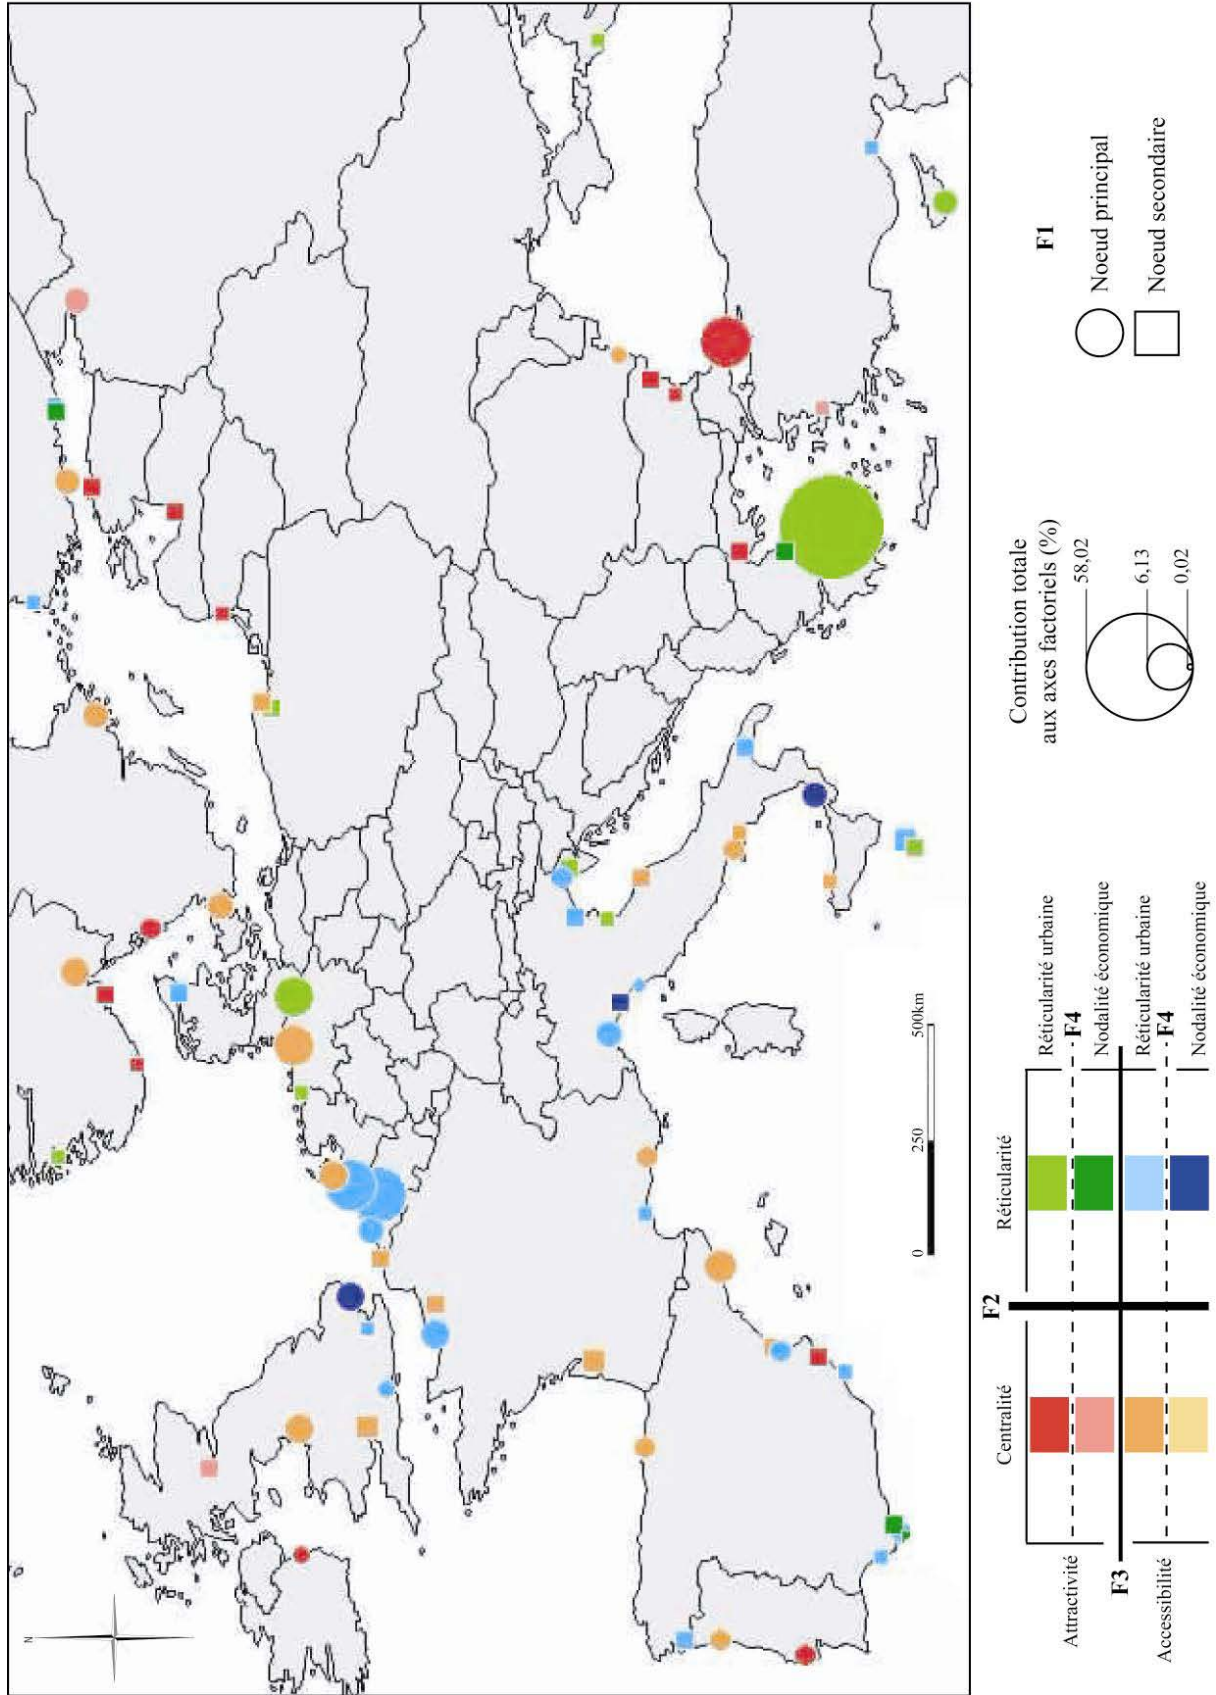 N
0
250
500km
Contribution totale
aux axes factoriels (%)
58,02
6,13
0,02
F1
Noeud principal
Noeud secondaire
F2
Centralité
Réticularité
Attractivité
Réticularité urbaine
F4
Nodalité économique
F3
Accessibilité
Réticularité urbaine
F4
Nodalité économique